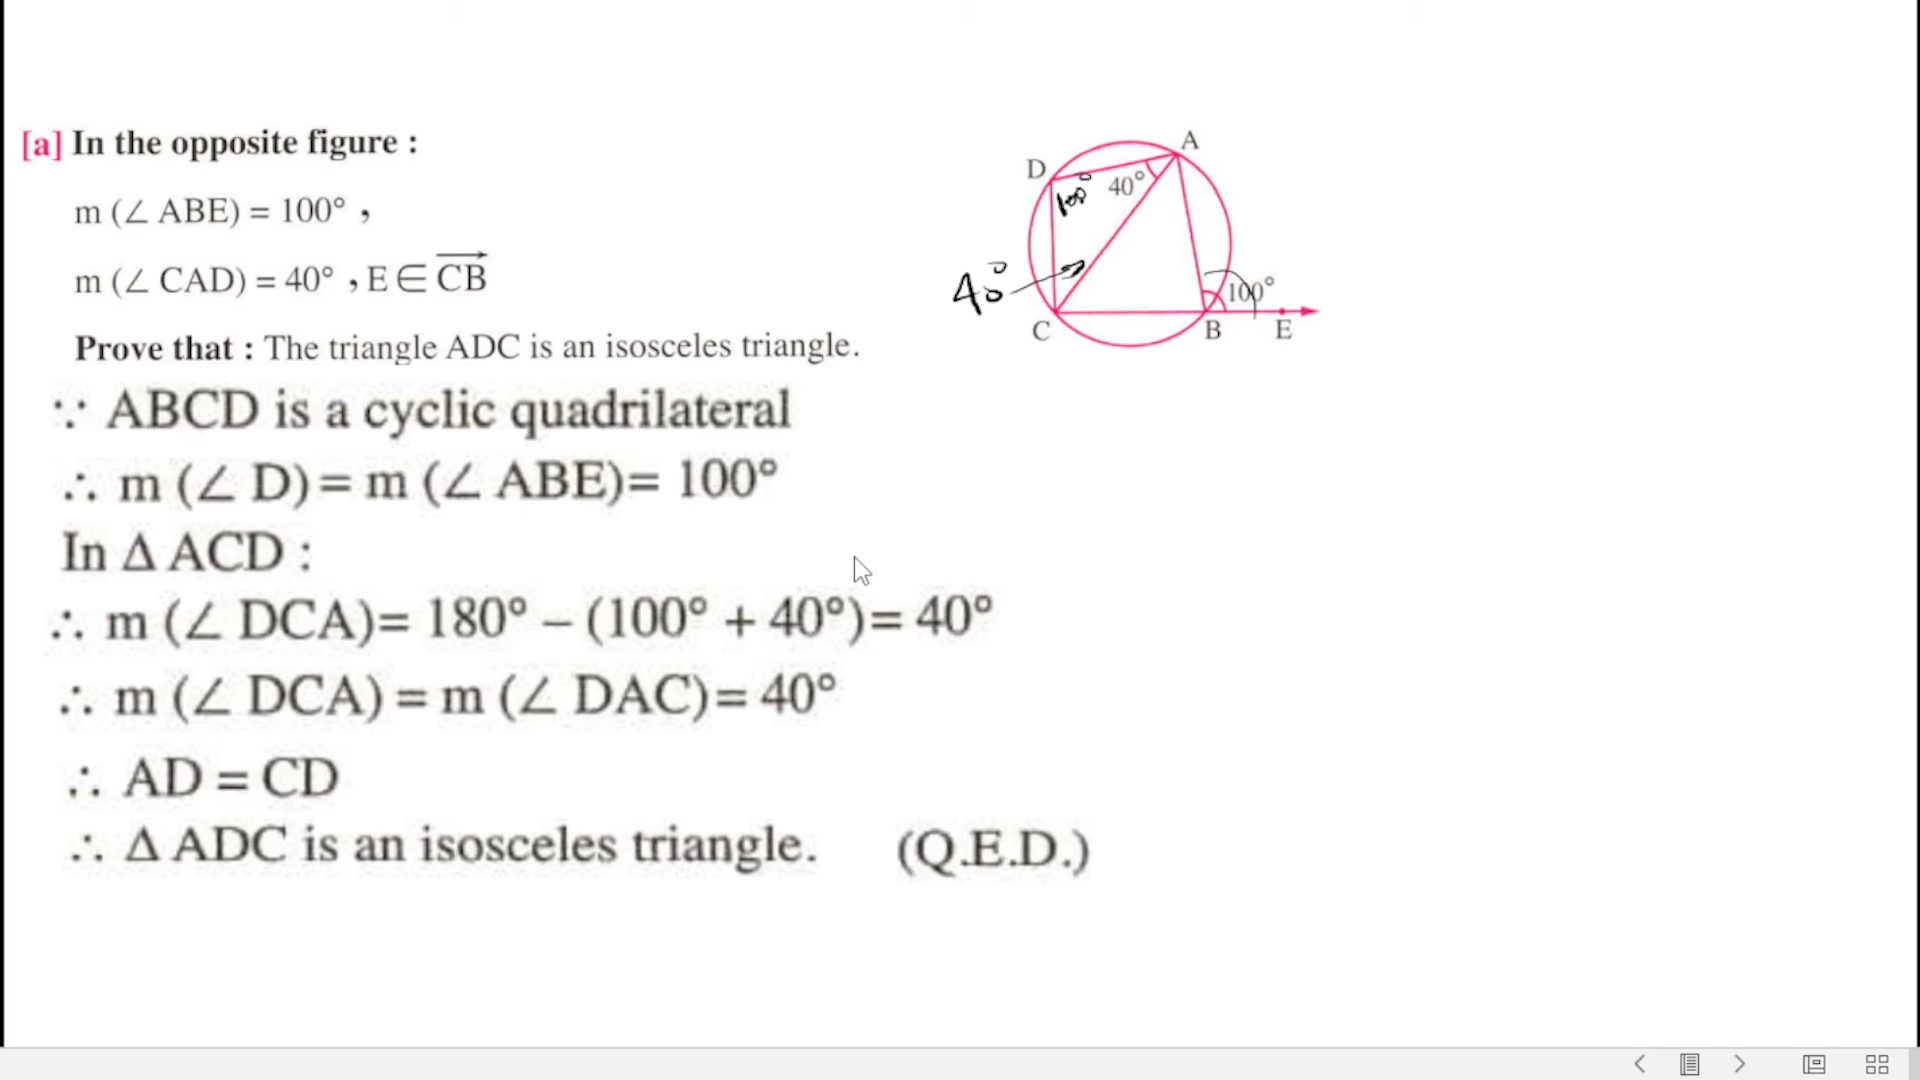 [a] In the opposite figure :
m (∠ ABE) = 100° ,
m (∠ CAD) = 40° , E ∈ \overrightarrow{CB}
Prove that : The triangle ADC is an isosceles triangle.
A
D
100°
40°
40°
100°
C
B
E
∵ ABCD is a cyclic quadrilateral
∴ m (∠ D) = m (∠ ABE)= 100°
In Δ ACD :
∴ m (∠ DCA)= 180° – (100° + 40°)= 40°
∴ m (∠ DCA) = m (∠ DAC)= 40°
∴ AD = CD
∴ Δ ADC is an isosceles triangle. (Q.E.D.)